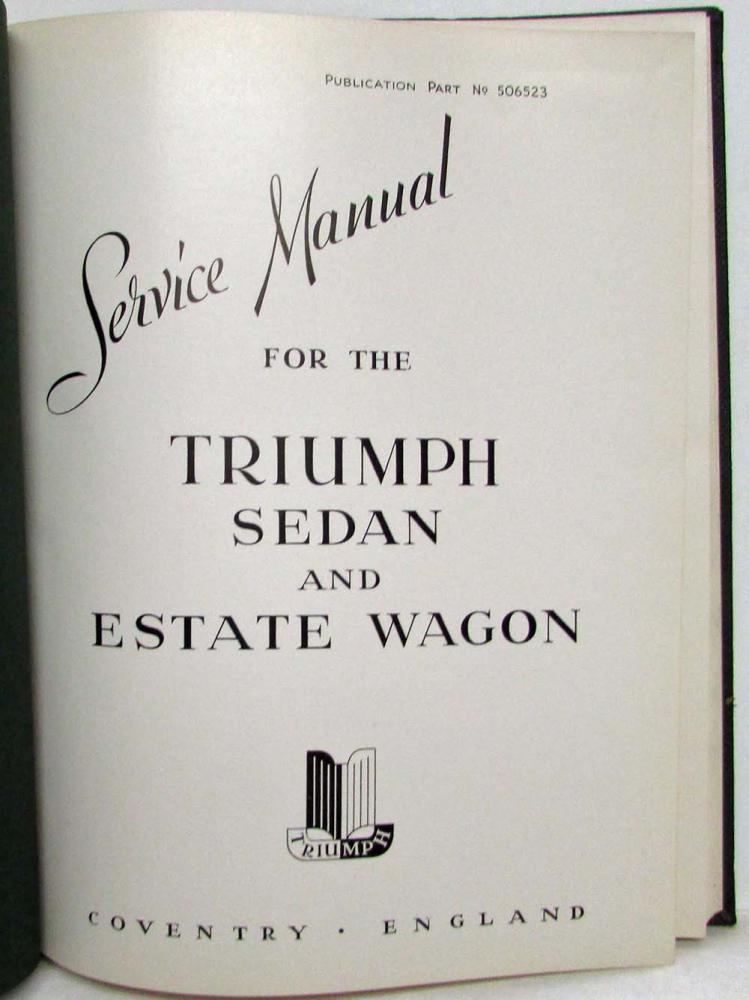 PUBLICATION PART Nº 506523
Service Manual
FOR THE
TRIUMPH
SEDAN
AND
ESTATE WAGON
TRIUMPH
COVENTRY · ENGLAND